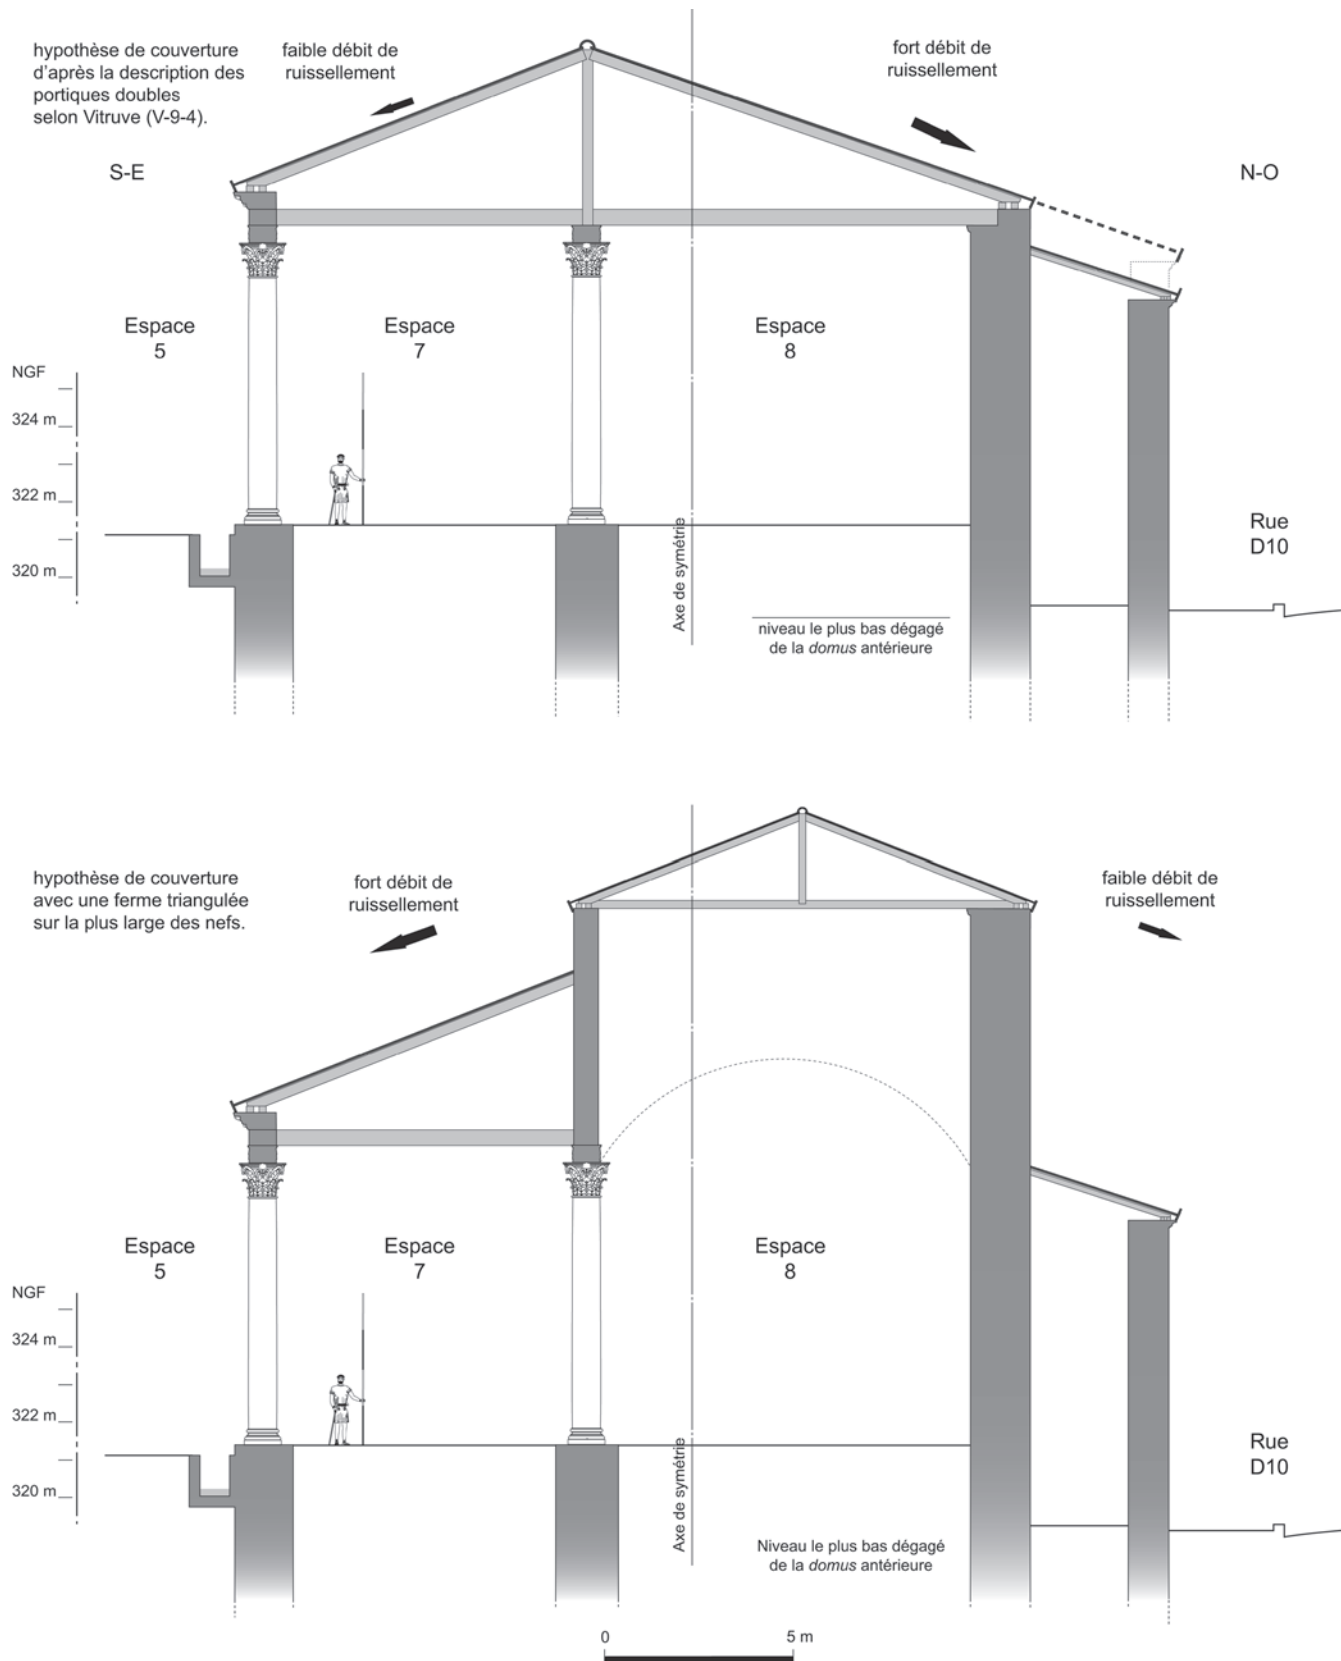 hypothèse de couverture
d'après la description des
portiques doubles
selon Vitruve (V-9-4).
faible débit de
ruissellement
fort débit de
ruissellement
S-E
N-O
Espace
5
Espace
7
Espace
8
NGF
324 m
322 m
320 m
Axe de symétrie
niveau le plus bas dégagé
de la domus antérieure
Rue
D10
hypothèse de couverture
avec une ferme triangulée
sur la plus large des nefs.
fort débit de
ruissellement
faible débit de
ruissellement
Espace
5
Espace
7
Espace
8
NGF
324 m
322 m
320 m
Axe de symétrie
Niveau le plus bas dégagé
de la domus antérieure
Rue
D10
0 5 m